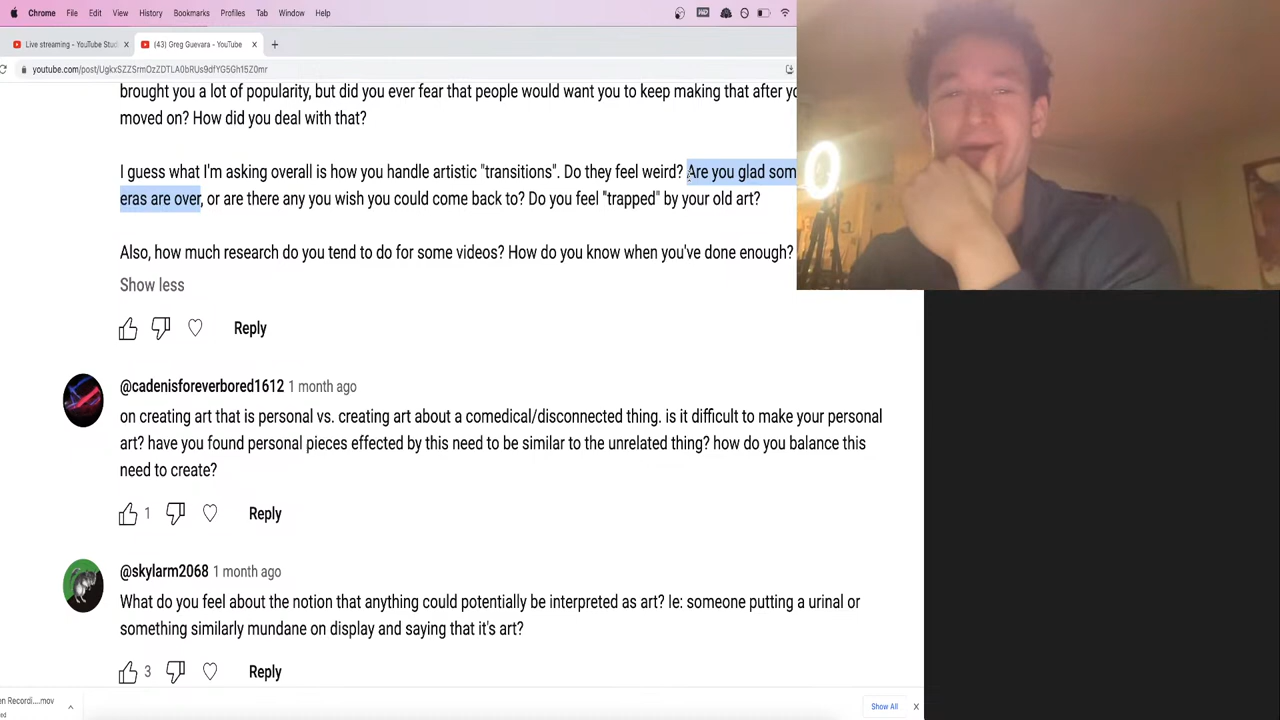 Chrome File Edit View History Bookmarks Profiles Tab Window Help
Live streaming - YouTube Stud
(43) Greg Guevara - YouTube
youtube.com/post/UgkxSZZSrmOzZDTLA0bRUs9dfYG5Gh15Z0mr
brought you a lot of popularity, but did you ever fear that people would want you to keep making that after yo
moved on? How did you deal with that?
I guess what I'm asking overall is how you handle artistic "transitions". Do they feel weird? Are you glad som
eras are over, or are there any you wish you could come back to? Do you feel "trapped" by your old art?
Also, how much research do you tend to do for some videos? How do you know when you've done enough?
Show less
Reply
@cadenisforeverbored1612 1 month ago
on creating art that is personal vs. creating art about a comedical/disconnected thing. is it difficult to make your personal
art? have you found personal pieces effected by this need to be similar to the unrelated thing? how do you balance this
need to create?
1 Reply
@skylarm2068 1 month ago
What do you feel about the notion that anything could potentially be interpreted as art? Ie: someone putting a urinal or
something similarly mundane on display and saying that it's art?
3 Reply
en Recordi....mov
Show All